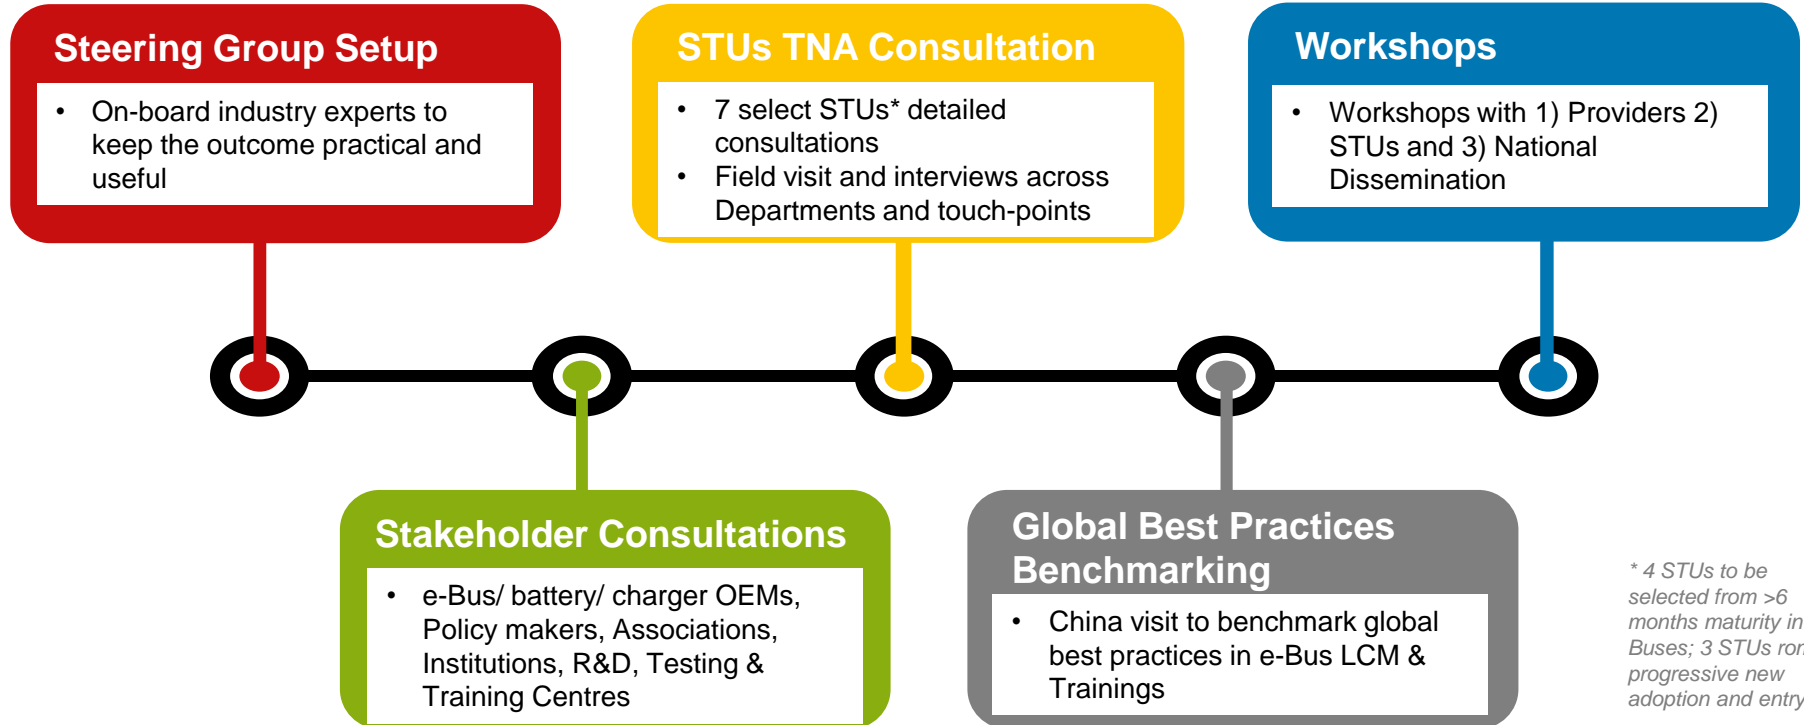 Steering Group Setup
• On-board industry experts to
keep the outcome practical and
useful
STUs TNA Consultation
• 7 select STUs* detailed
consultations
• Field visit and interviews across
Departments and touch-points
Workshops
• Workshops with 1) Providers 2)
STUs and 3) National
Dissemination
Stakeholder Consultations
• e-Bus/ battery/ charger OEMs,
Policy makers, Associations,
Institutions, R&D, Testing &
Training Centres
Global Best Practices
Benchmarking
• China visit to benchmark global
best practices in e-Bus LCM &
Trainings
* 4 STUs to be
selected from >6
months maturity in
Buses; 3 STUs
progressive new
adoption and entry